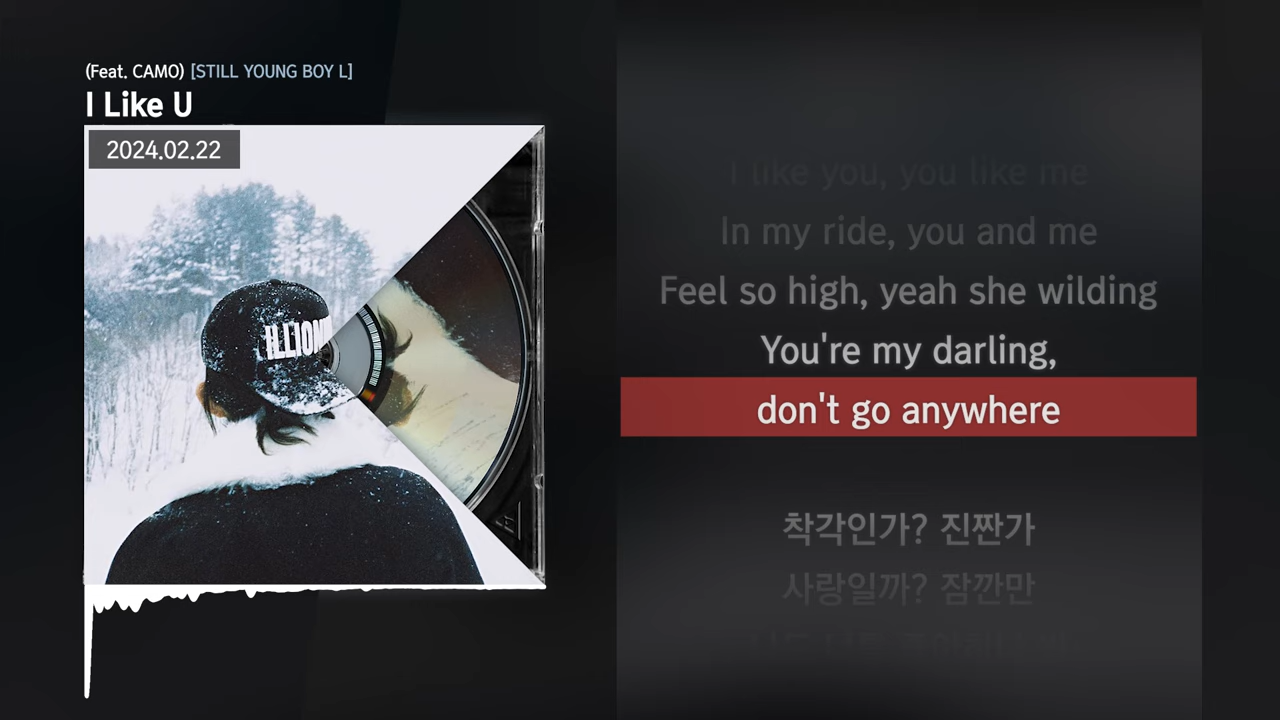 (Feat. CAMO) [STILL YOUNG BOY L]
I Like U
2024.02.22
ILLION
I like you, you like me
In my ride, you and me
Feel so high, yeah she wilding
You're my darling,
don't go anywhere
착각인가? 진짠가
사랑일까? 잠깐만